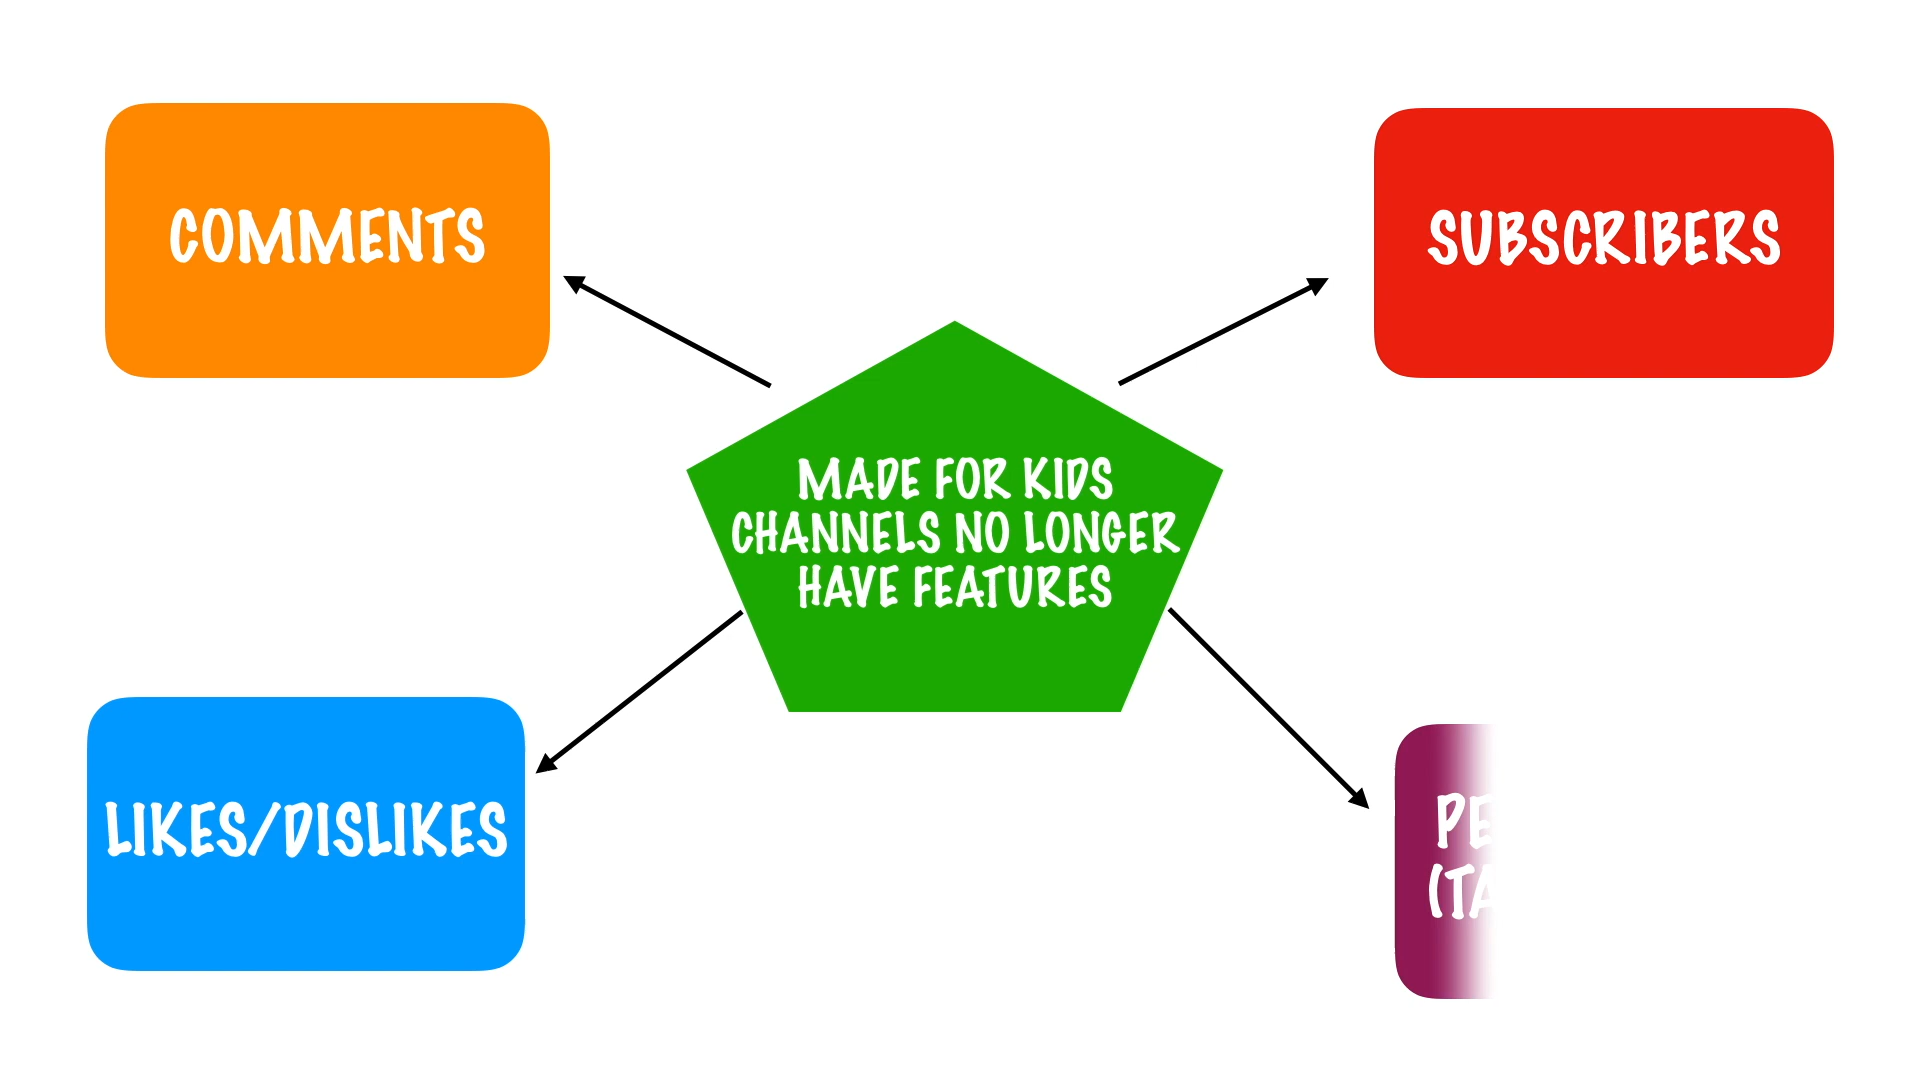 COMMENTS
SUBSCRIBERS
MADE FOR KIDS
CHANNELS NO LONGER
HAVE FEATURES
LIKES/DISLIKES